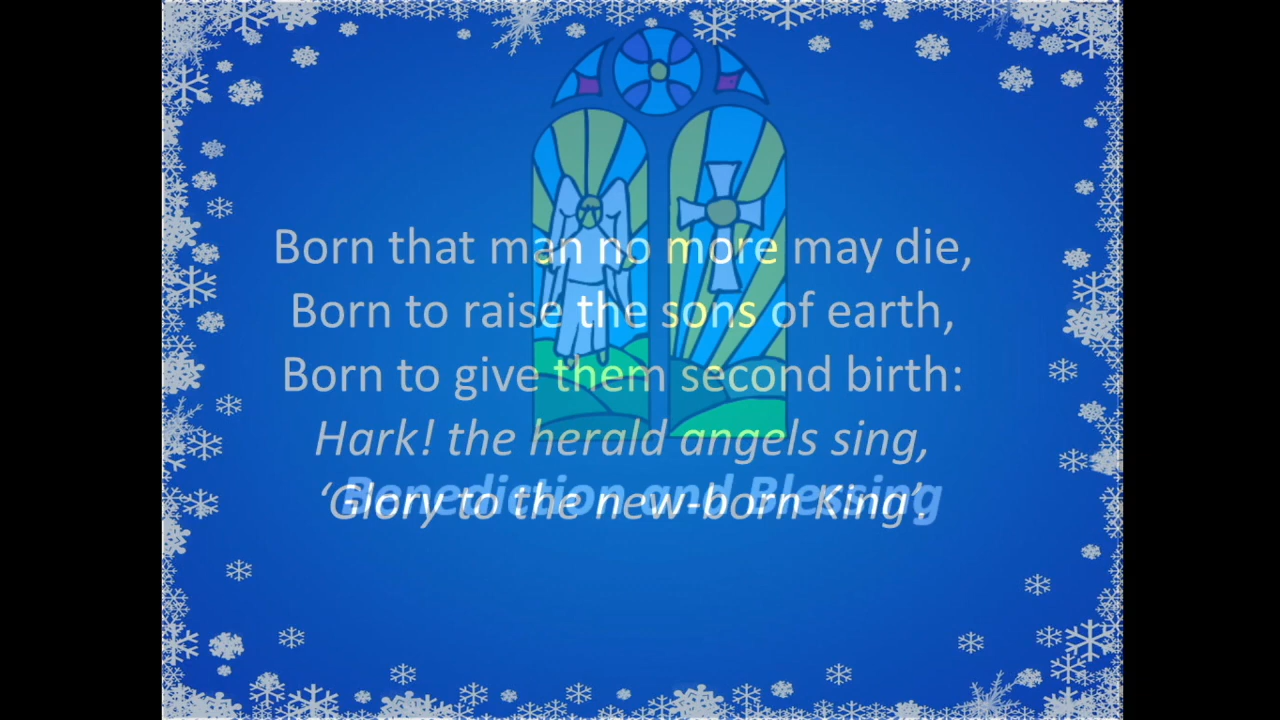 Born that man no more may die,
Born to raise the sons of earth,
Born to give them second birth:
Hark! the herald angels sing,
‘Glory to the new-born King’.
Benediction and Blessing